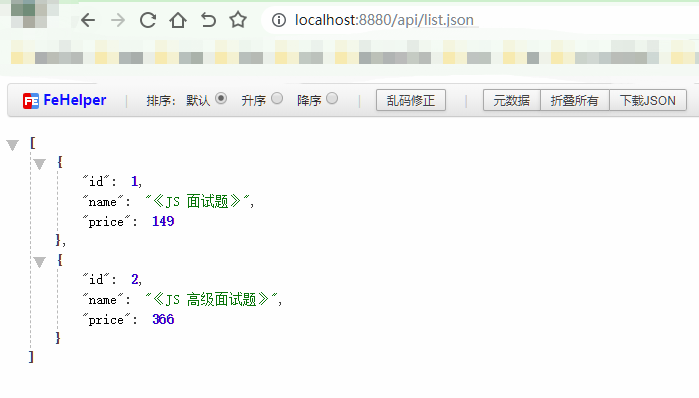 localhost:8880/api/list.json
FE FeHelper | 排序： 默认 升序 降序 | 乱码修正 | 元数据 折叠所有 下载JSON
[
{
"id": 1,
"name": "《JS 面试题》",
"price": 149
},
{
"id": 2,
"name": "《JS 高级面试题》",
"price": 366
}
]